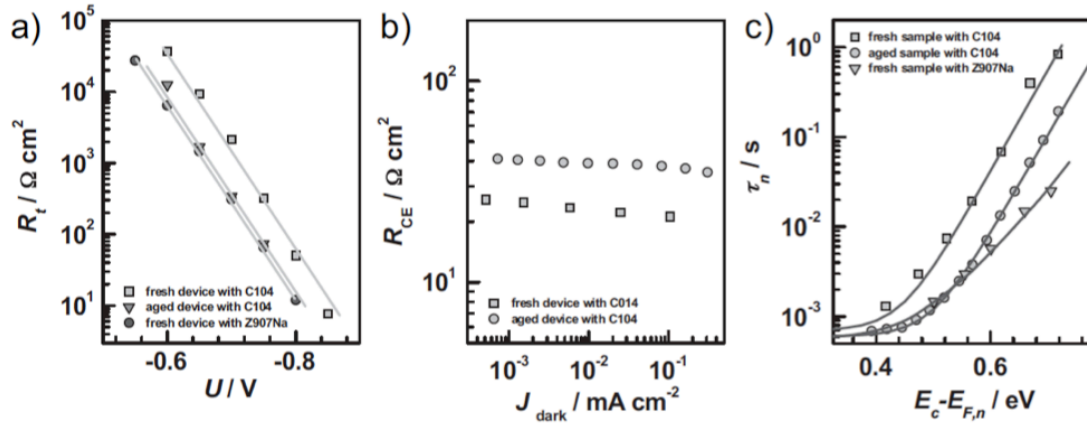 a)
10^5
10^4
10^3
10^2
10^1
R_t / Ω cm^2
fresh device with C104
aged device with C104
fresh device with Z907Na
-0.6
-0.8
U / V
b)
10^2
10^1
R_CE / Ω cm^2
fresh device with C014
aged device with C104
10^-3
10^-2
10^-1
J_dark / mA cm^-2
c)
fresh sample with C104
aged sample with C104
fresh sample with Z907Na
10^0
10^-1
10^-2
10^-3
τ_n / s
0.4
0.6
E_c-E_F,n / eV